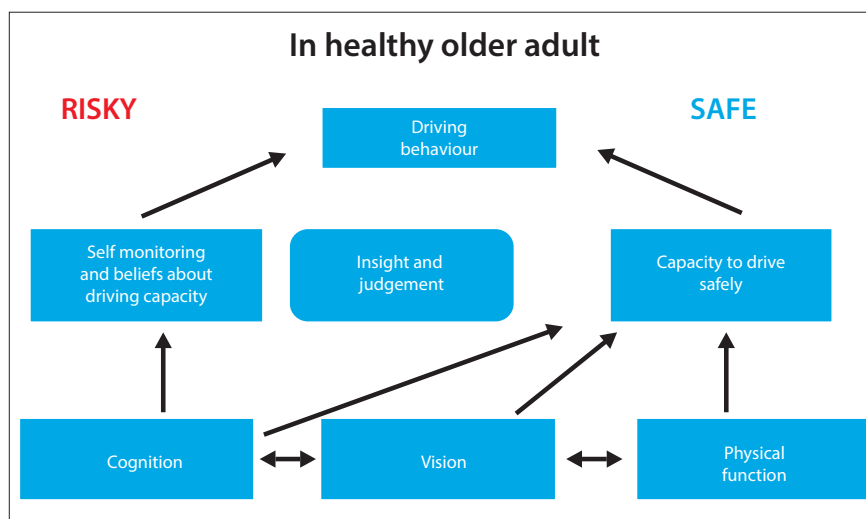 In healthy older adult
RISKY
SAFE
Driving
behaviour
Self monitoring
and beliefs about
driving capacity
Insight and
judgement
Capacity to drive
safely
Cognition
Vision
Physical
function